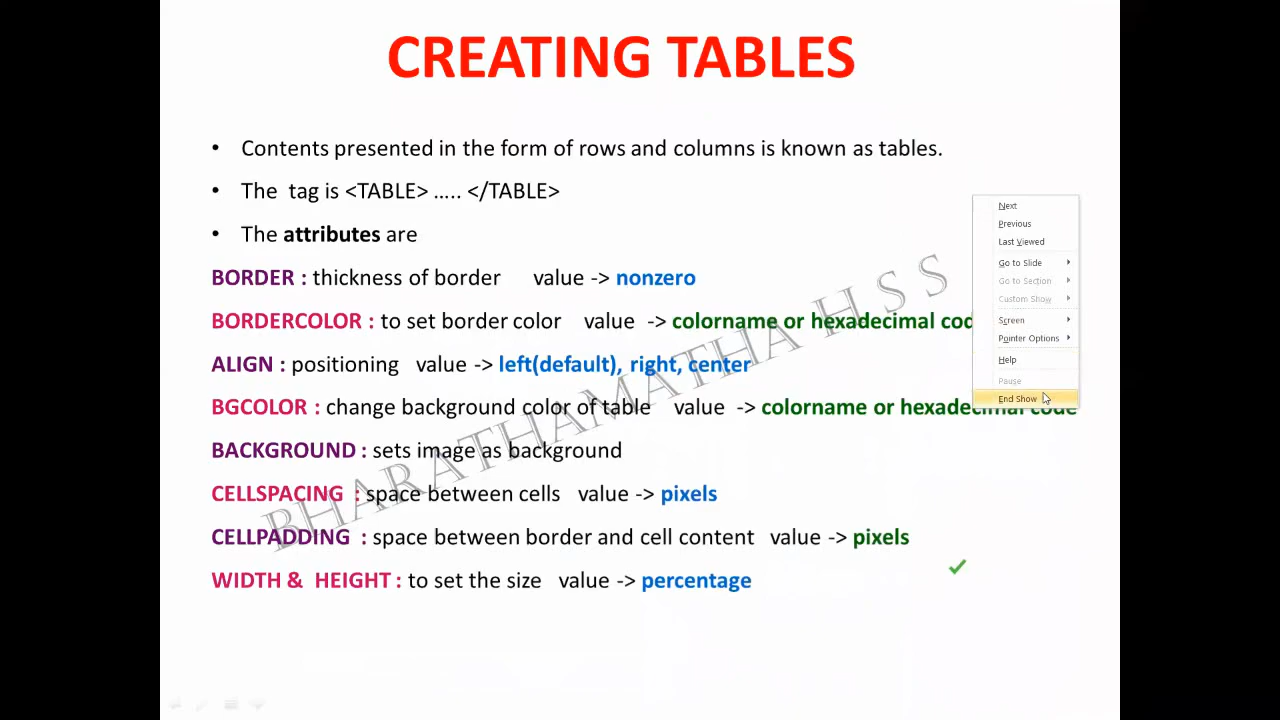 CREATING TABLES
• Contents presented in the form of rows and columns is known as tables.
• The tag is <TABLE> ..... </TABLE>
• The attributes are
BORDER : thickness of border value -> nonzero
BORDERCOLOR : to set border color value -> colorname or hexadecimal cod
ALIGN : positioning value -> left(default), right, center
BGCOLOR : change background color of table value -> colorname or hexadecimal code
BACKGROUND : sets image as background
CELLSPACING : space between cells value -> pixels
CELLPADDING : space between border and cell content value -> pixels
WIDTH & HEIGHT : to set the size value -> percentage
BHARATHAMATHA H S S
Next
Previous
Last Viewed
Go to Slide
Go to Section
Custom Show
Screen
Pointer Options
Help
Pause
End Show